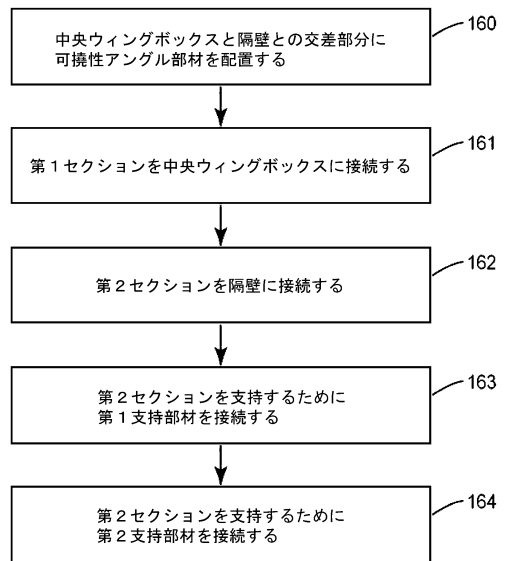 160
中央ウィングボックスと隔壁との交差部分に
可撓性アングル部材を配置する
161
第1セクションを中央ウィングボックスに接続する
162
第2セクションを隔壁に接続する
163
第2セクションを支持するために
第1支持部材を接続する
164
第2セクションを支持するために
第2支持部材を接続する